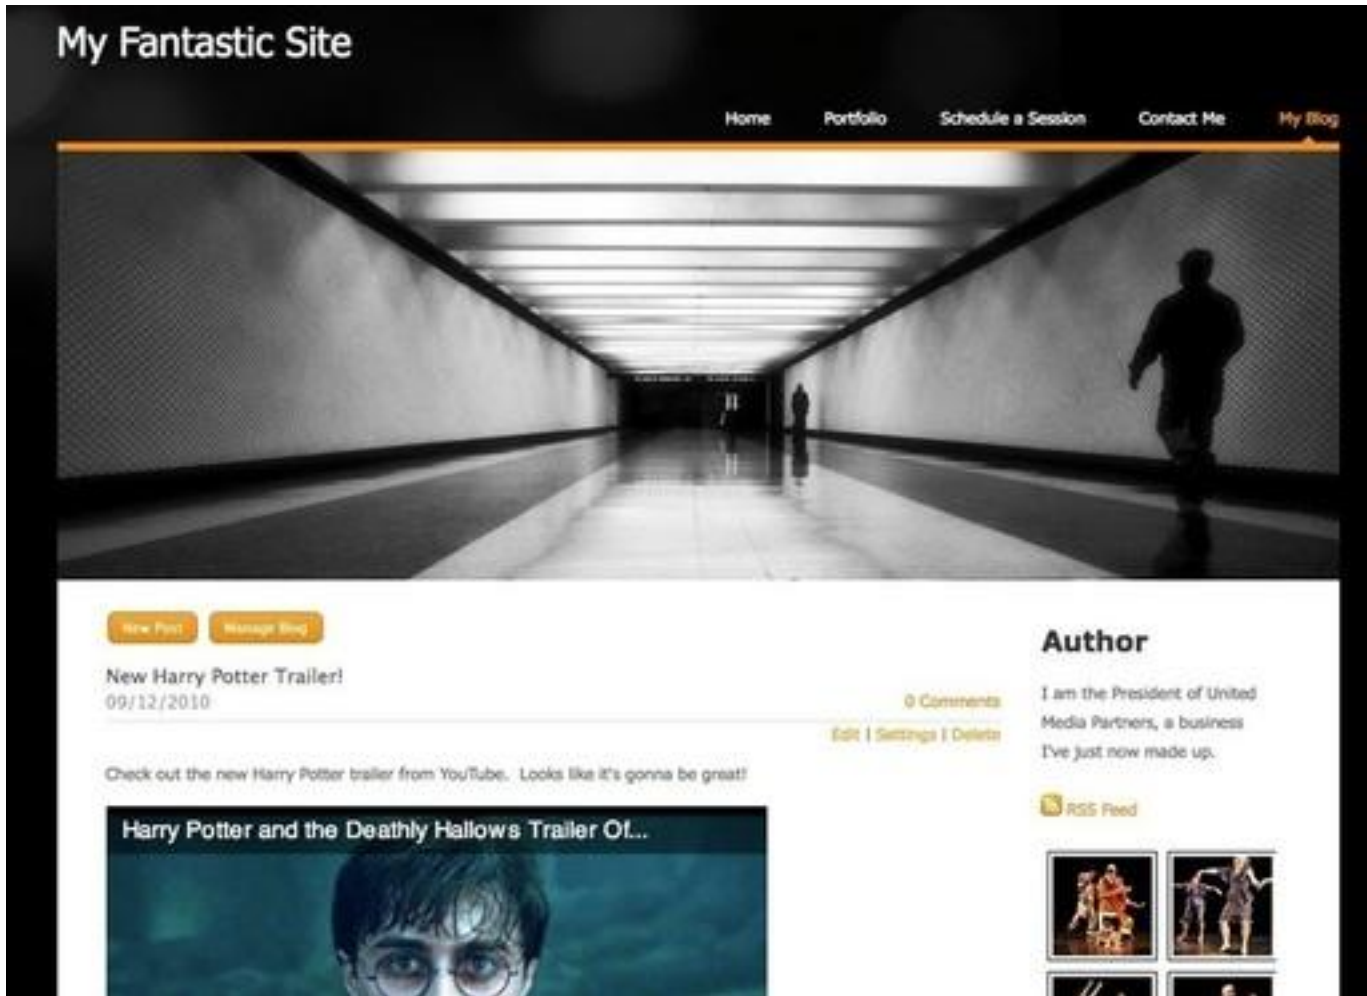 My Fantastic Site
Home Portfolio Schedule a Session Contact Me My Blog
New Post Manage Blog
New Harry Potter Trailer!
09/12/2010
0 Comments
Edit | Settings | Delete
Check out the new Harry Potter trailer from YouTube. Looks like it's gonna be great!
Harry Potter and the Deathly Hallows Trailer Of...
Author
I am the President of United
Media Partners, a business
I've just now made up.
RSS Feed